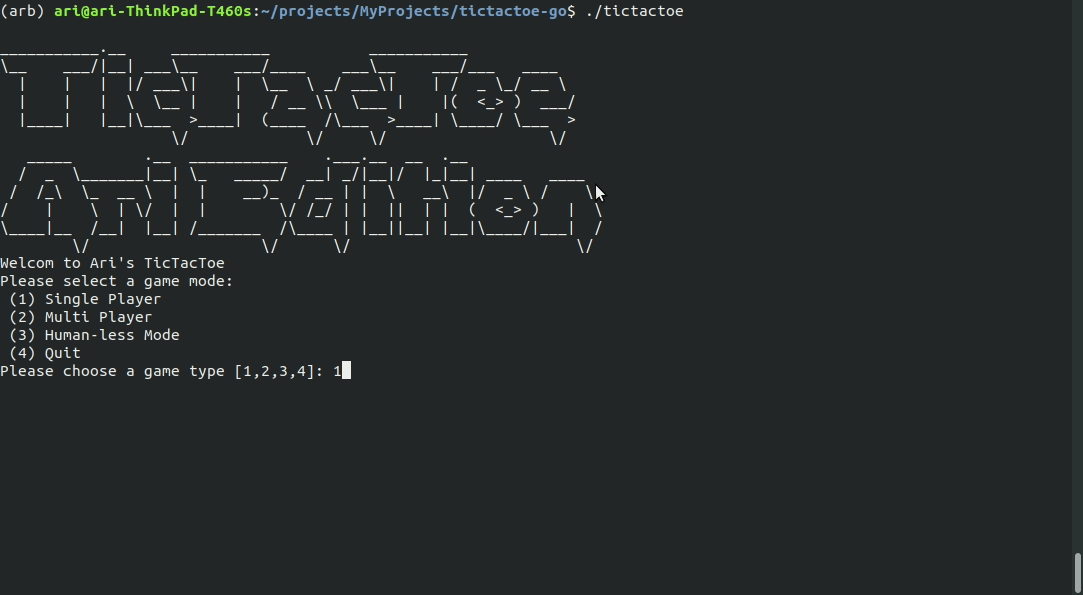 (arb) ari@ari-ThinkPad-T460s:~/projects/MyProjects/tictactoe-go$ ./tictactoe
TicTacToe
AriEdition
Welcom to Ari's TicTacToe
Please select a game mode:
(1) Single Player
(2) Multi Player
(3) Human-less Mode
(4) Quit
Please choose a game type [1,2,3,4]: 1